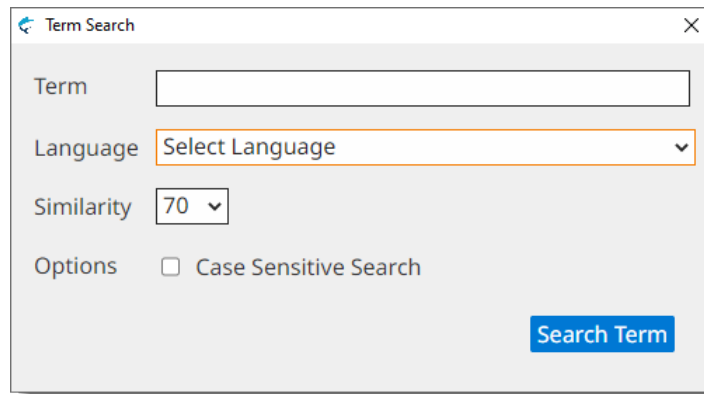 Term Search
Term
Language Select Language
Similarity 70
Options Case Sensitive Search
Search Term